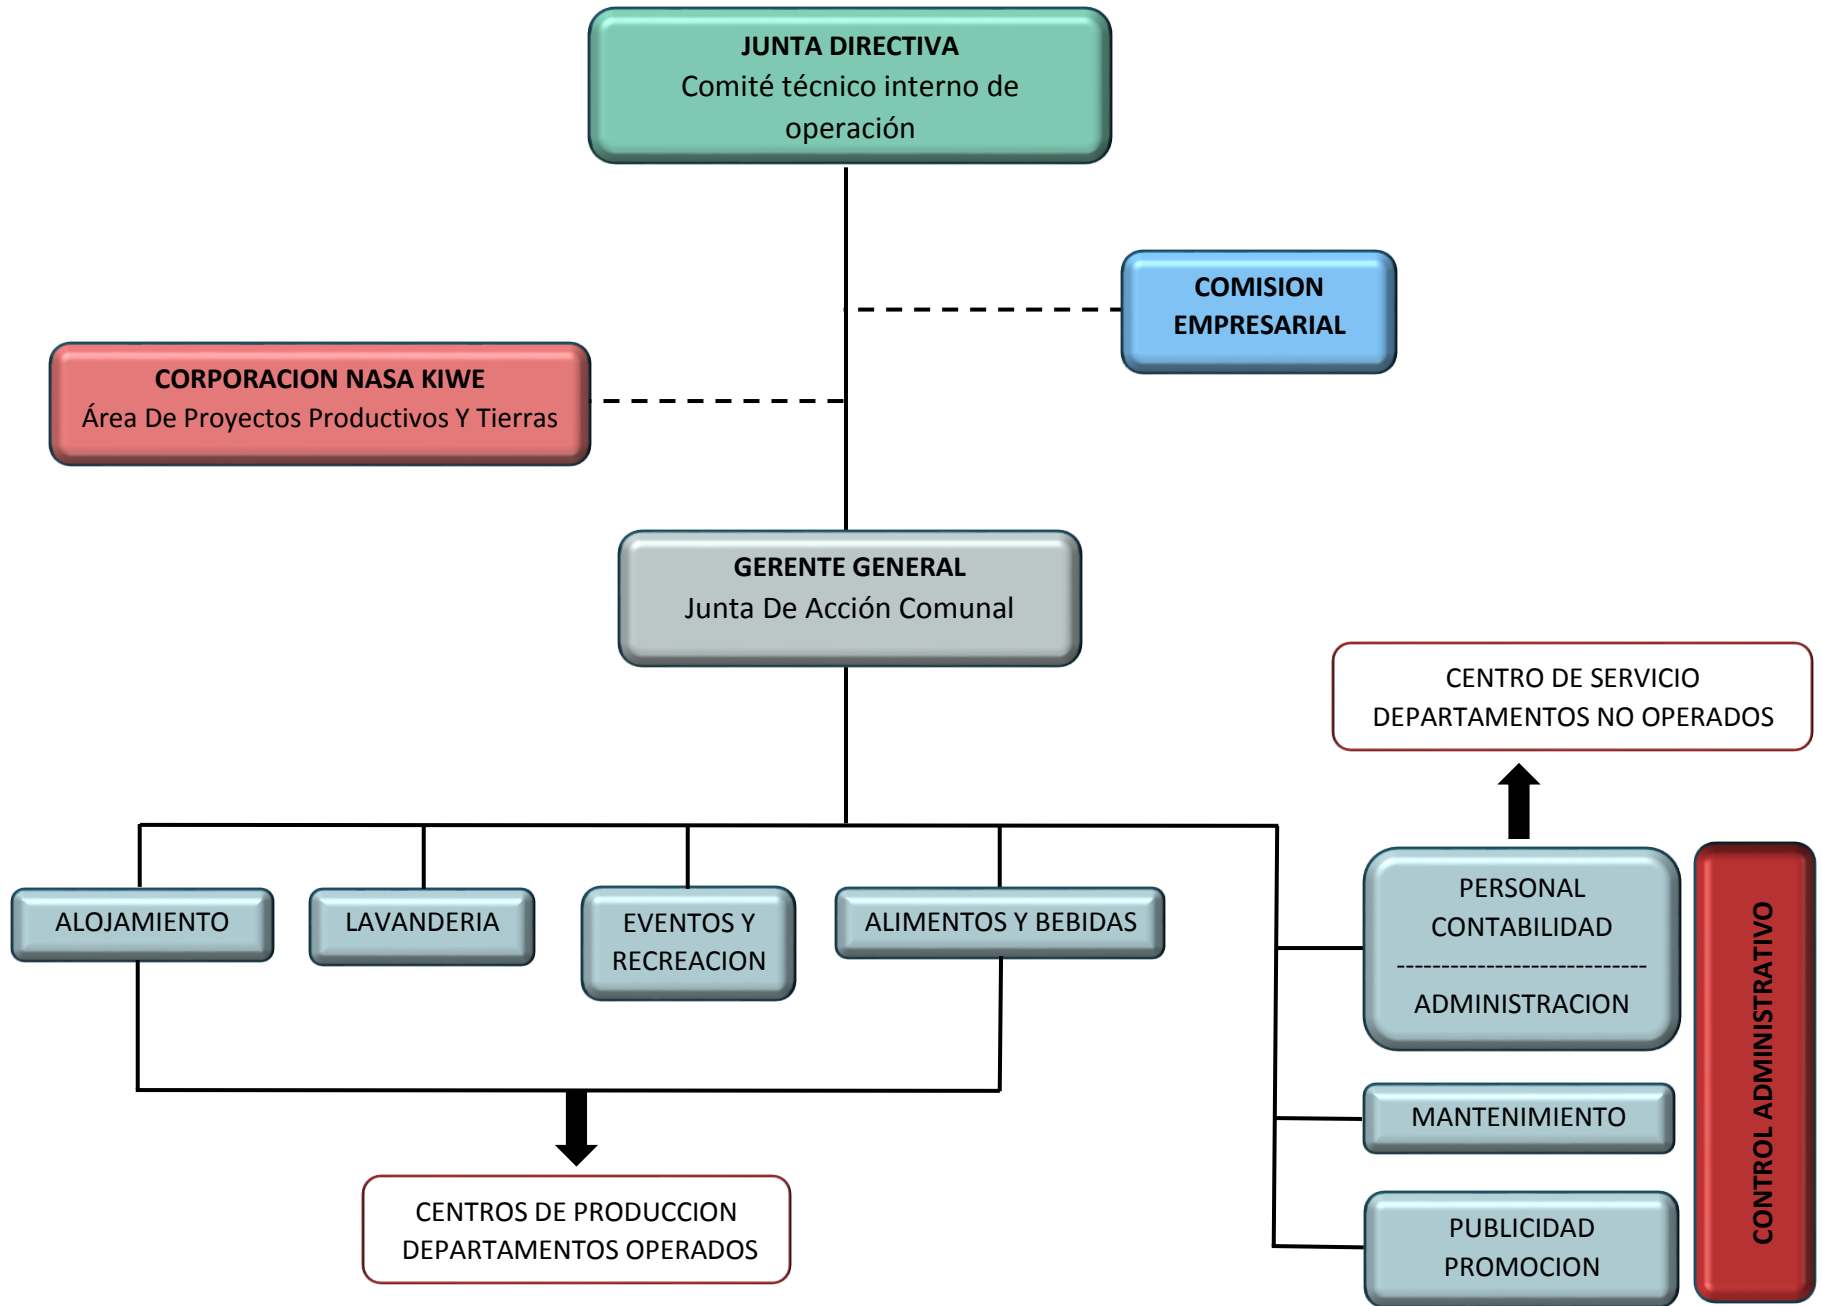 JUNTA DIRECTIVA
Comité técnico interno de
operación
COMISION
EMPRESARIAL
CORPORACION NASA KIWE
Área De Proyectos Productivos Y Tierras
GERENTE GENERAL
Junta De Acción Comunal
CENTRO DE SERVICIO
DEPARTAMENTOS NO OPERADOS
ALOJAMIENTO
LAVANDERIA
EVENTOS Y
RECREACION
ALIMENTOS Y BEBIDAS
PERSONAL
CONTABILIDAD
----------------------------
ADMINISTRACION
MANTENIMIENTO
PUBLICIDAD
PROMOCION
CONTROL ADMINISTRATIVO
CENTROS DE PRODUCCION
DEPARTAMENTOS OPERADOS